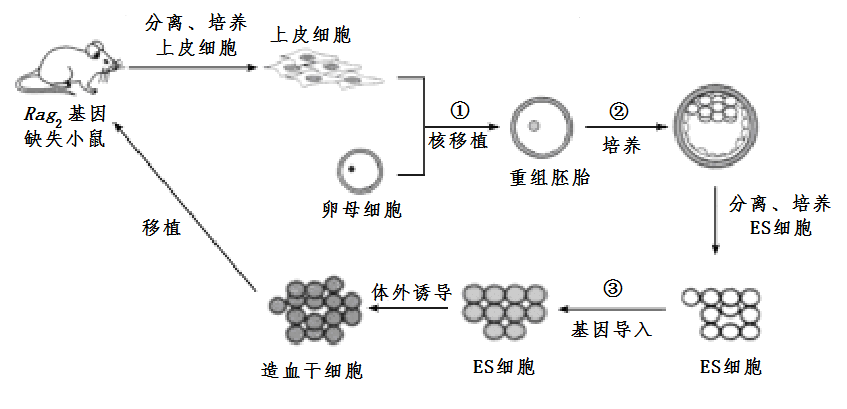 分离、培养
上皮细胞
上皮细胞
Rag₂基因
缺失小鼠
①
核移植
②
培养
卵母细胞
重组胚胎
移植
分离、培养
ES细胞
体外诱导
③
基因导入
造血干细胞
ES细胞
ES细胞